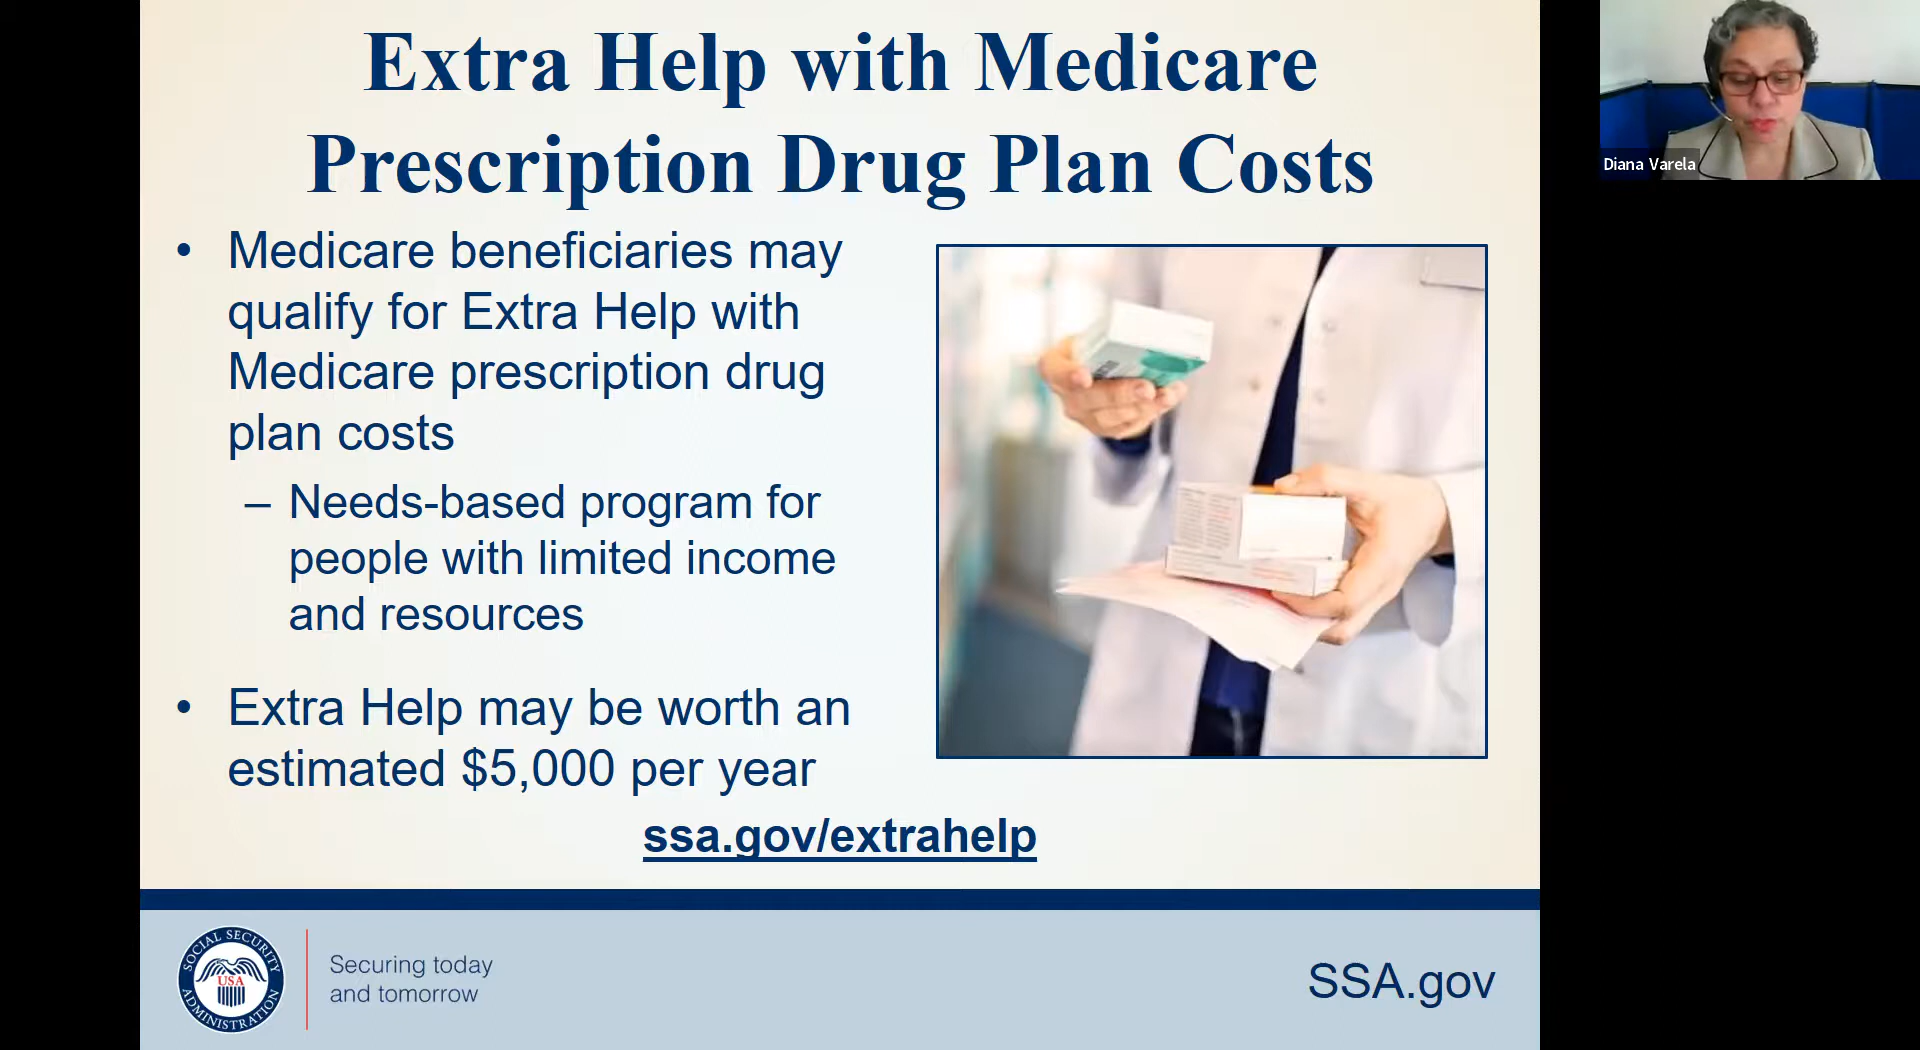 Extra Help with Medicare
Prescription Drug Plan Costs
• Medicare beneficiaries may
qualify for Extra Help with
Medicare prescription drug
plan costs
– Needs-based program for
people with limited income
and resources
• Extra Help may be worth an
estimated $5,000 per year
ssa.gov/extrahelp
SOCIAL SECURITY
USA
ADMINISTRATION
Securing today
and tomorrow
SSA.gov
Diana Varela